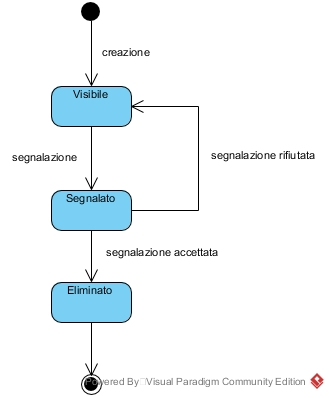 creazione
Visibile
segnalazione
segnalazione rifiutata
Segnalato
segnalazione accettata
Eliminato
Powered By Visual Paradigm Community Edition